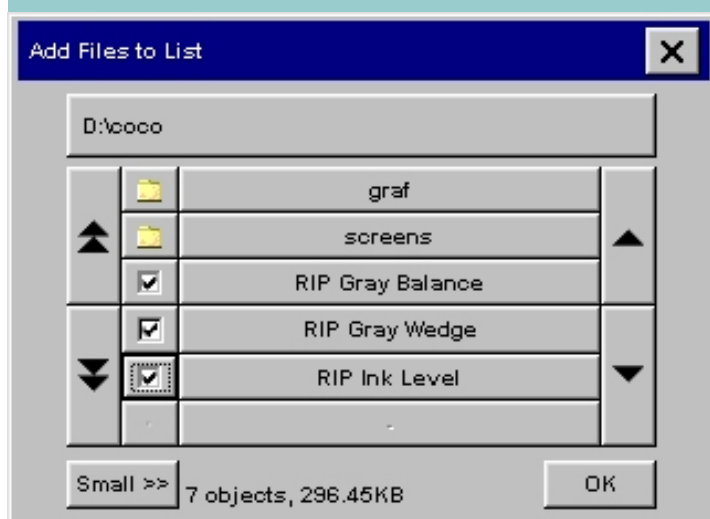 Add Files to List
D:\coco
graf
screens
RIP Gray Balance
RIP Gray Wedge
RIP Ink Level
-
Small >>
7 objects, 296.45KB
OK